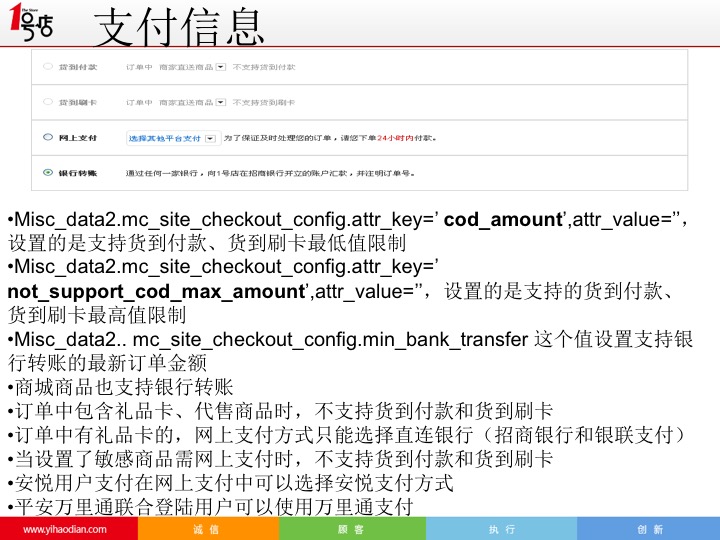 The Store
1号店
支付信息
货到付款 订单中 商家直送商品 不支持货到付款
货到刷卡 订单中 商家直送商品 不支持货到刷卡
网上支付 选择其他平台支付 为了保证及时处理您的订单，请您下单24小时内付款。
银行转账 通过任何一家银行，向1号店在招商银行开立的账户汇款，并注明订单号。
•Misc_data2.mc_site_checkout_config.attr_key=’ cod_amount’,attr_value=’’，
设置的是支持货到付款、货到刷卡最低值限制
•Misc_data2.mc_site_checkout_config.attr_key=’
not_support_cod_max_amount’,attr_value=’’，设置的是支持的货到付款、
货到刷卡最高值限制
•Misc_data2.. mc_site_checkout_config.min_bank_transfer 这个值设置支持银
行转账的最新订单金额
•商城商品也支持银行转账
•订单中包含礼品卡、代售商品时，不支持货到付款和货到刷卡
•订单中有礼品卡的，网上支付方式只能选择直连银行（招商银行和银联支付）
•当设置了敏感商品需网上支付时，不支持货到付款和货到刷卡
•安悦用户支付在网上支付中可以选择安悦支付方式
•平安万里通联合登陆用户可以使用万里通支付
www.yihaodian.com 诚 信 顾 客 执 行 创 新